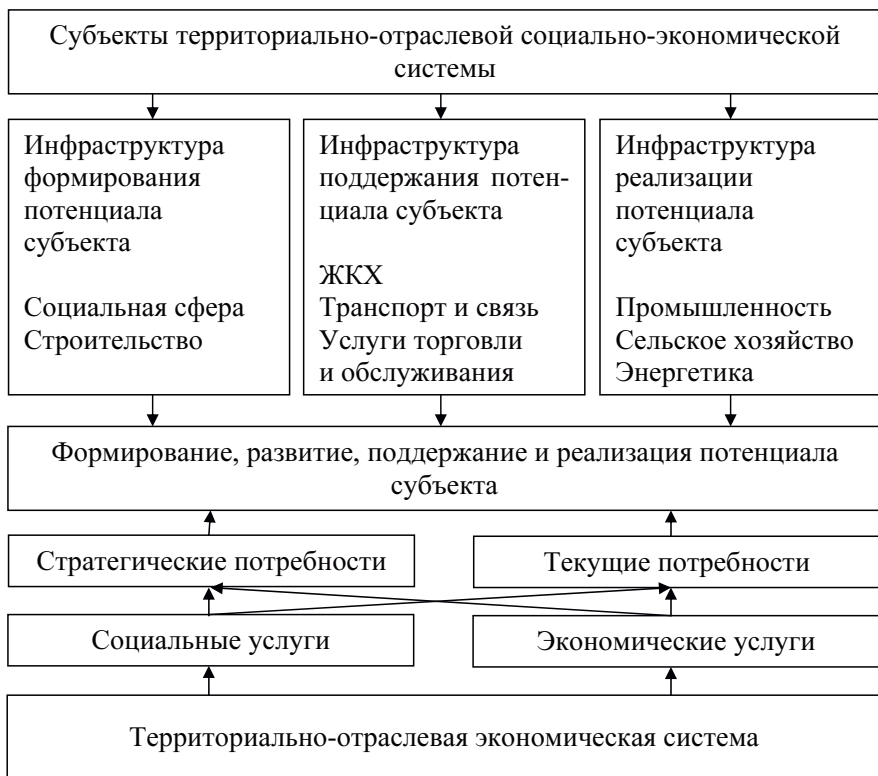 Субъекты территориально-отраслевой социально-экономической
системы
Инфраструктура
формирования
потенциала
субъекта
Социальная сфера
Строительство
Инфраструктура
поддержания потен-
циала субъекта
ЖКХ
Транспорт и связь
Услуги торговли
и обслуживания
Инфраструктура
реализации
потенциала
субъекта
Промышленность
Сельское хозяйство
Энергетика
Формирование, развитие, поддержание и реализация потенциала
субъекта
Стратегические потребности
Текущие потребности
Социальные услуги
Экономические услуги
Территориально-отраслевая экономическая система